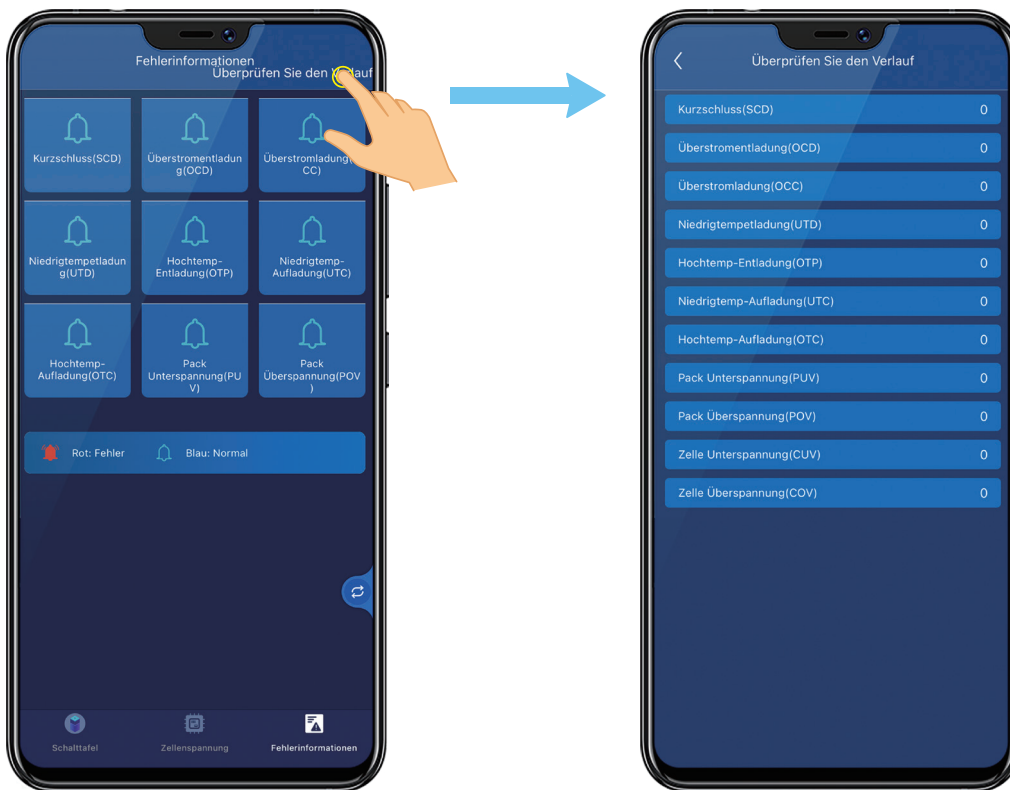 Fehlerinformationen
Überprüfen Sie den Verlauf
Kurzschluss(SCD)
Überstromentladun
g(OCD)
Überstromladung(
CC)
Niedrigtempetladun
g(UTD)
Hochtemp-
Entladung(OTP)
Niedrigtemp-
Aufladung(UTC)
Hochtemp-
Aufladung(OTC)
Pack
Unterspannung(PU
V)
Pack
Überspannung(POV
)
Rot: Fehler
Blau: Normal
Schalttafel
Zellenspannung
Fehlerinformationen
Überprüfen Sie den Verlauf
Kurzschluss(SCD) 0
Überstromentladung(OCD) 0
Überstromladung(OCC) 0
Niedrigtempetladung(UTD) 0
Hochtemp-Entladung(OTP) 0
Niedrigtemp-Aufladung(UTC) 0
Hochtemp-Aufladung(OTC) 0
Pack Unterspannung(PUV) 0
Pack Überspannung(POV) 0
Zelle Unterspannung(CUV) 0
Zelle Überspannung(COV) 0